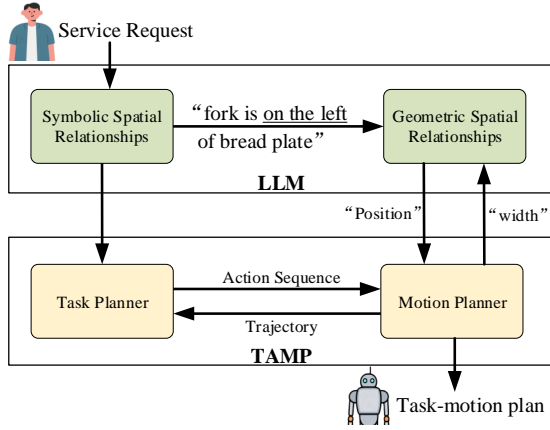 Service Request
Symbolic Spatial
Relationships
“fork is on the left
of bread plate”
Geometric Spatial
Relationships
LLM
“Position”
“width”
Task Planner
Action Sequence
Trajectory
Motion Planner
TAMP
Task-motion plan